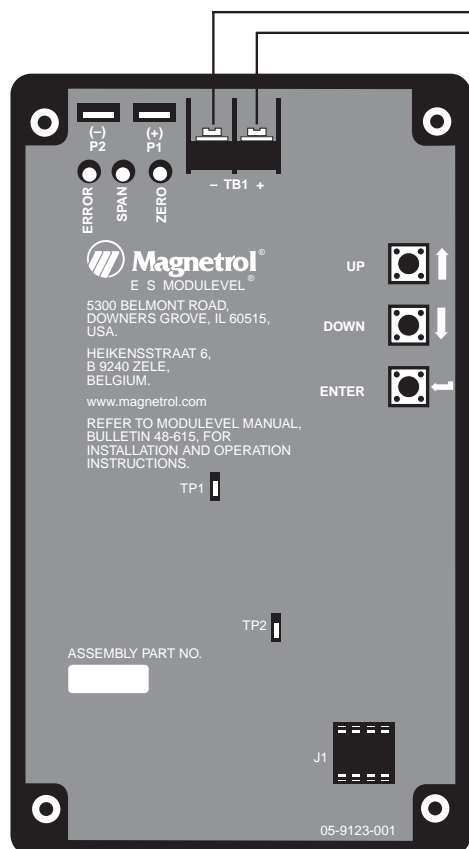 (–) (+)
P2 P1
– TB1 +
ERROR
SPAN
ZERO
Magnetrol®
E S MODULEVEL®
5300 BELMONT ROAD,
DOWNERS GROVE, IL 60515,
USA.
HEIKENSSTRAAT 6,
B 9240 ZELE,
BELGIUM.
www.magnetrol.com
REFER TO MODULEVEL MANUAL,
BULLETIN 48-615, FOR
INSTALLATION AND OPERATION
INSTRUCTIONS.
UP
DOWN
ENTER
TP1
TP2
ASSEMBLY PART NO.
J1
05-9123-001